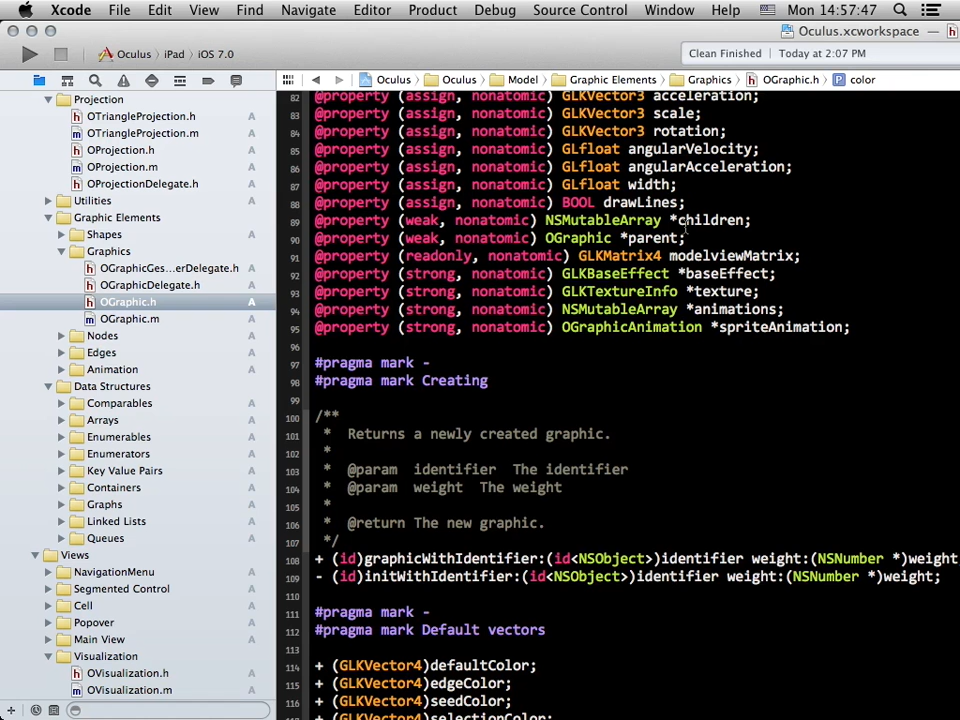 Xcode File Edit View Find Navigate Editor Product Debug Source Control Window Help Mon 14:57:47
Oculus.xcworkspace —
Oculus › iPad › iOS 7.0
Clean Finished Today at 2:07 PM
Oculus › Oculus › Model › Graphic Elements › Graphics › OGraphic.h › P color
Projection
OTriangleProjection.h A
OTriangleProjection.m A
OProjection.h A
OProjection.m A
OProjectionDelegate.h A
Utilities A
Graphic Elements A
Shapes A
Graphics A
OGraphicGes...erDelegate.h A
OGraphicDelegate.h A
OGraphic.h A
OGraphic.m A
Nodes A
Edges A
Animation A
Data Structures A
Comparables A
Arrays A
Enumerables A
Enumerators A
Key Value Pairs A
Containers A
Graphs A
Linked Lists A
Queues A
Views A
NavigationMenu A
Segmented Control A
Cell A
Popover A
Main View A
Visualization A
OVisualization.h A
OVisualization.m A
82 @property (assign, nonatomic) GLKVector3 acceleration;
83 @property (assign, nonatomic) GLKVector3 scale;
84 @property (assign, nonatomic) GLKVector3 rotation;
85 @property (assign, nonatomic) GLfloat angularVelocity;
86 @property (assign, nonatomic) GLfloat angularAcceleration;
87 @property (assign, nonatomic) GLfloat width;
88 @property (assign, nonatomic) BOOL drawLines;
89 @property (weak, nonatomic) NSMutableArray *children;
90 @property (weak, nonatomic) OGraphic *parent;
91 @property (readonly, nonatomic) GLKMatrix4 modelviewMatrix;
92 @property (strong, nonatomic) GLKBaseEffect *baseEffect;
93 @property (strong, nonatomic) GLKTextureInfo *texture;
94 @property (strong, nonatomic) NSMutableArray *animations;
95 @property (strong, nonatomic) OGraphicAnimation *spriteAnimation;
96
97 #pragma mark -
98 #pragma mark Creating
99
100 /**
101 * Returns a newly created graphic.
102 *
103 * @param identifier The identifier
104 * @param weight The weight
105 *
106 * @return The new graphic.
107 */
108 + (id)graphicWithIdentifier:(id<NSObject>)identifier weight:(NSNumber *)weight
109 - (id)initWithIdentifier:(id<NSObject>)identifier weight:(NSNumber *)weight;
110
111 #pragma mark -
112 #pragma mark Default vectors
113
114 + (GLKVector4)defaultColor;
115 + (GLKVector4)edgeColor;
116 + (GLKVector4)seedColor;
+ (GLKVector4)selectionColor;